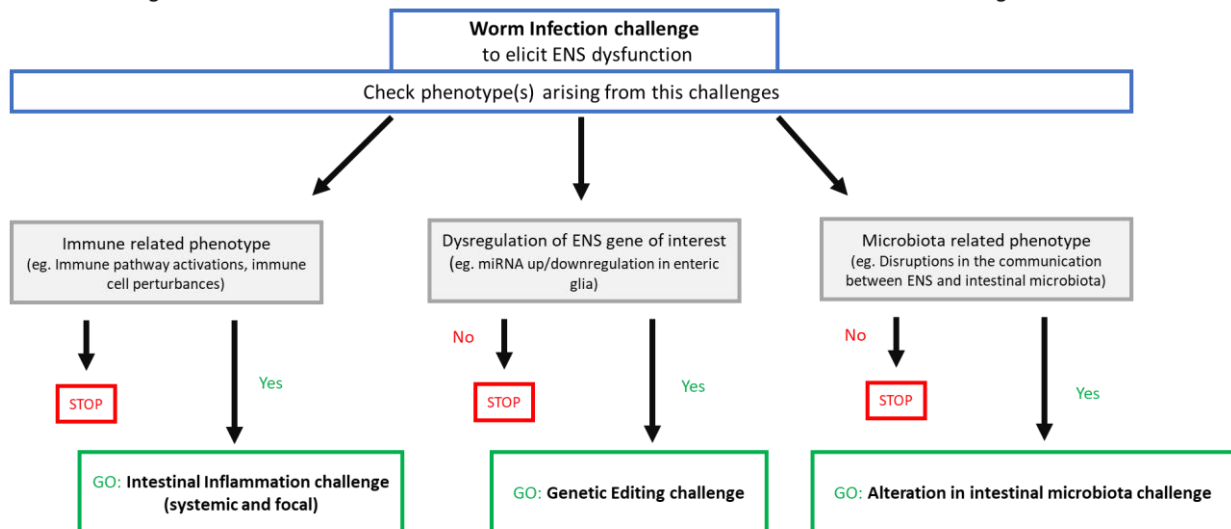 Worm Infection challenge
to elicit ENS dysfunction
Check phenotype(s) arising from this challenges
Immune related phenotype
(eg. Immune pathway activations, immune
cell perturbances)
Dysregulation of ENS gene of interest
(eg. miRNA up/downregulation in enteric
glia)
Microbiota related phenotype
(eg. Disruptions in the communication
between ENS and intestinal microbiota)
STOP
Yes
No
STOP
Yes
No
STOP
Yes
GO: Intestinal Inflammation challenge
(systemic and focal)
GO: Genetic Editing challenge
GO: Alteration in intestinal microbiota challenge